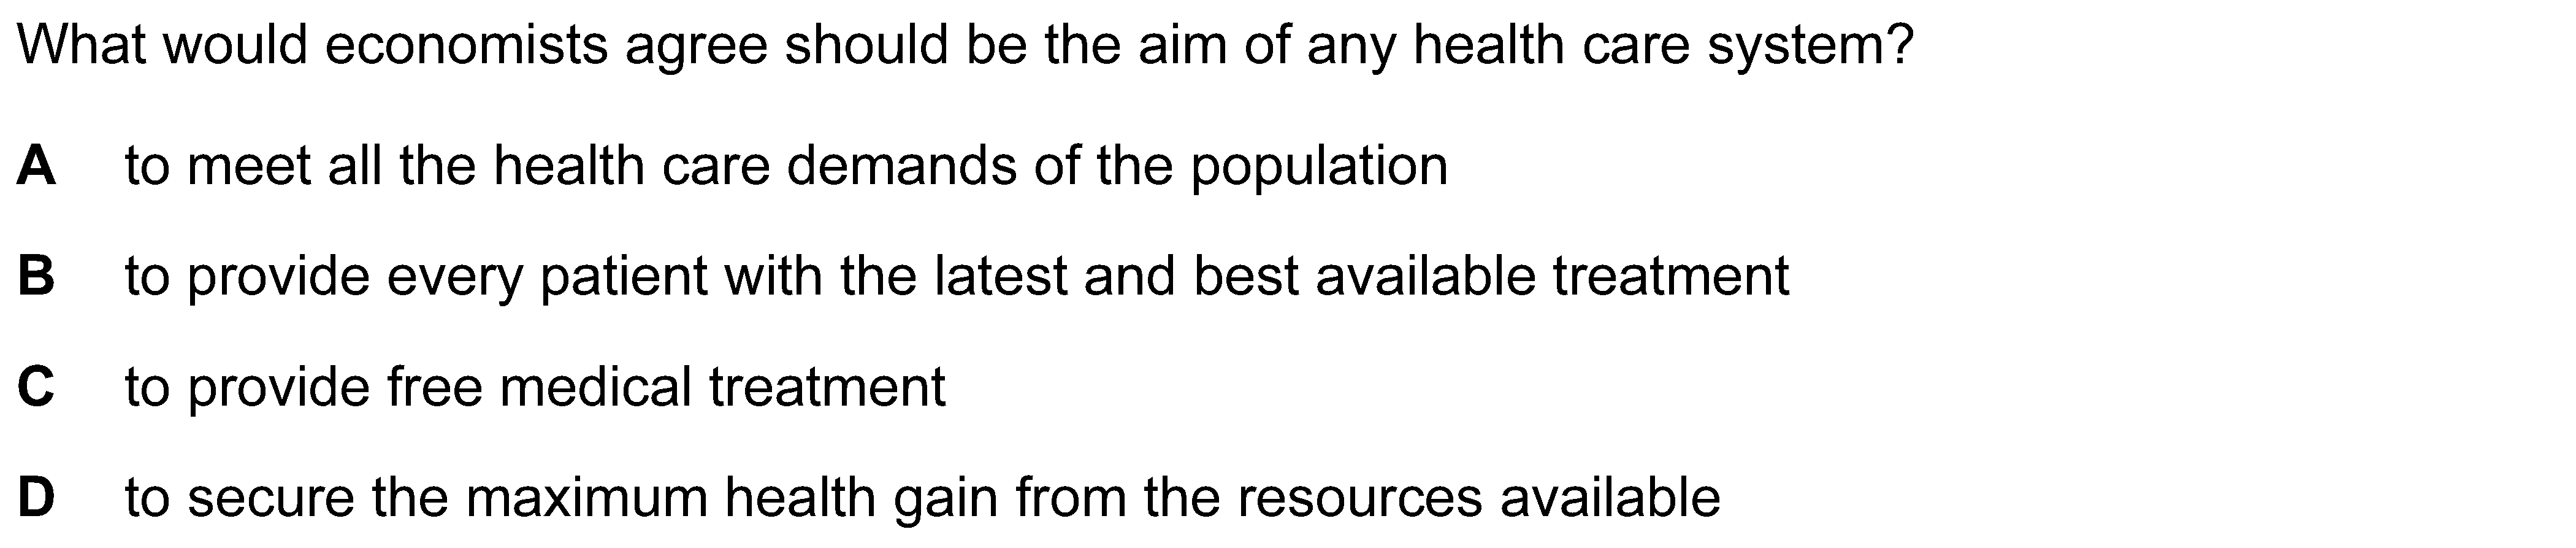 What would economists agree should be the aim of any health care system?
A to meet all the health care demands of the population
B to provide every patient with the latest and best available treatment
C to provide free medical treatment
D to secure the maximum health gain from the resources available